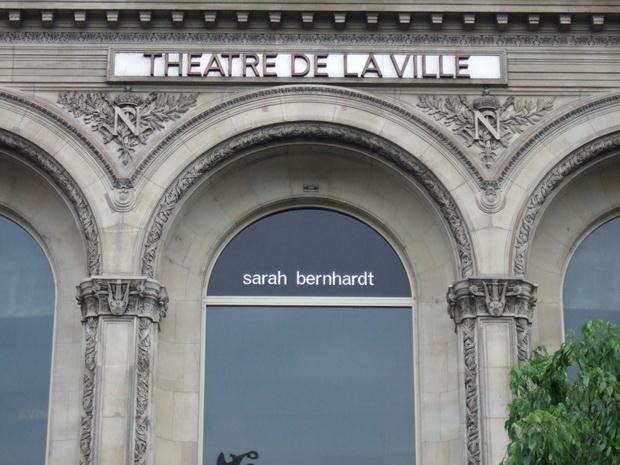 THEATRE DE LA VILLE
N N
sarah bernhardt